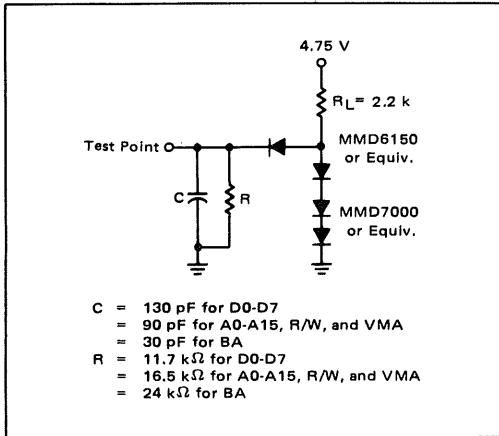 4.75 V
RL = 2.2 k
Test Point
MMD6150
or Equiv.
C
R
MMD7000
or Equiv.
C = 130 pF for D0-D7
= 90 pF for A0-A15, R/W, and VMA
= 30 pF for BA
R = 11.7 kΩ for D0-D7
= 16.5 kΩ for A0-A15, R/W, and VMA
= 24 kΩ for BA